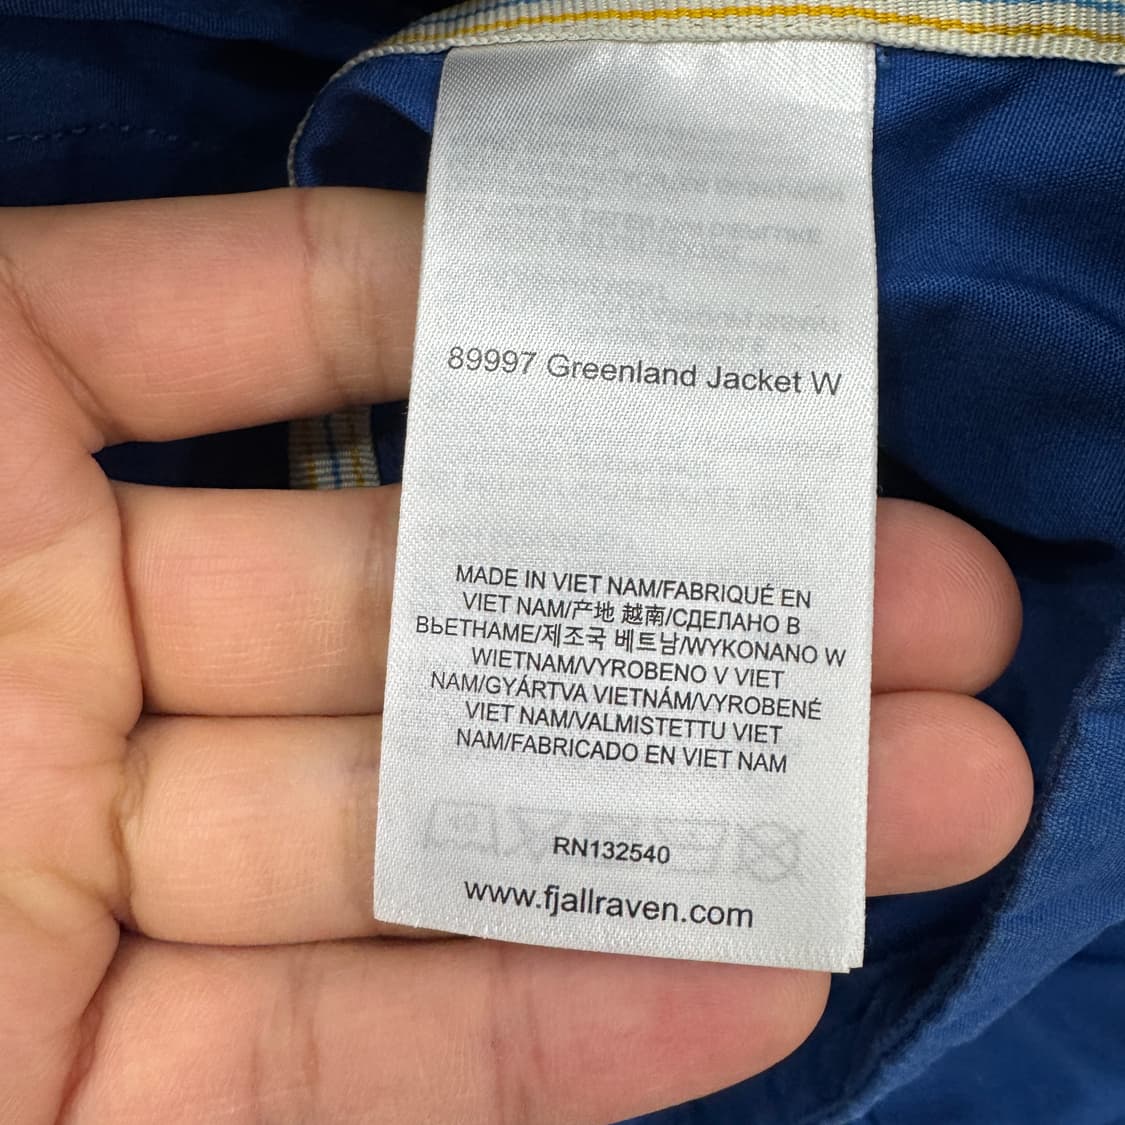 89997 Greenland Jacket W
MADE IN VIET NAM/FABRIQUÉ EN
VIET NAM/产地 越南/СДЕЛАНО В
ВЬЕТНАМЕ/제조국 베트남/WYKONANO W
WIETNAM/VYROBENO V VIET
NAM/GYÁRTVA VIETNÁM/VYROBENÉ
VIET NAM/VALMISTETTU VIET
NAM/FABRICADO EN VIET NAM
RN132540
www.fjallraven.com